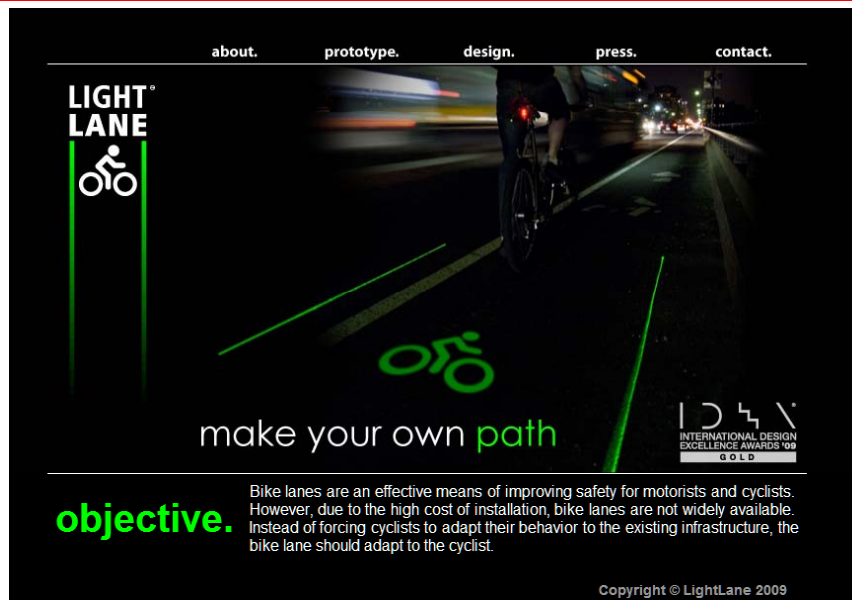 about. prototype. design. press. contact.
LIGHT
LANE
make your own path
INTERNATIONAL DESIGN
EXCELLENCE AWARDS '09
GOLD
objective.
Bike lanes are an effective means of improving safety for motorists and cyclists.
However, due to the high cost of installation, bike lanes are not widely available.
Instead of forcing cyclists to adapt their behavior to the existing infrastructure, the
bike lane should adapt to the cyclist.
Copyright © LightLane 2009